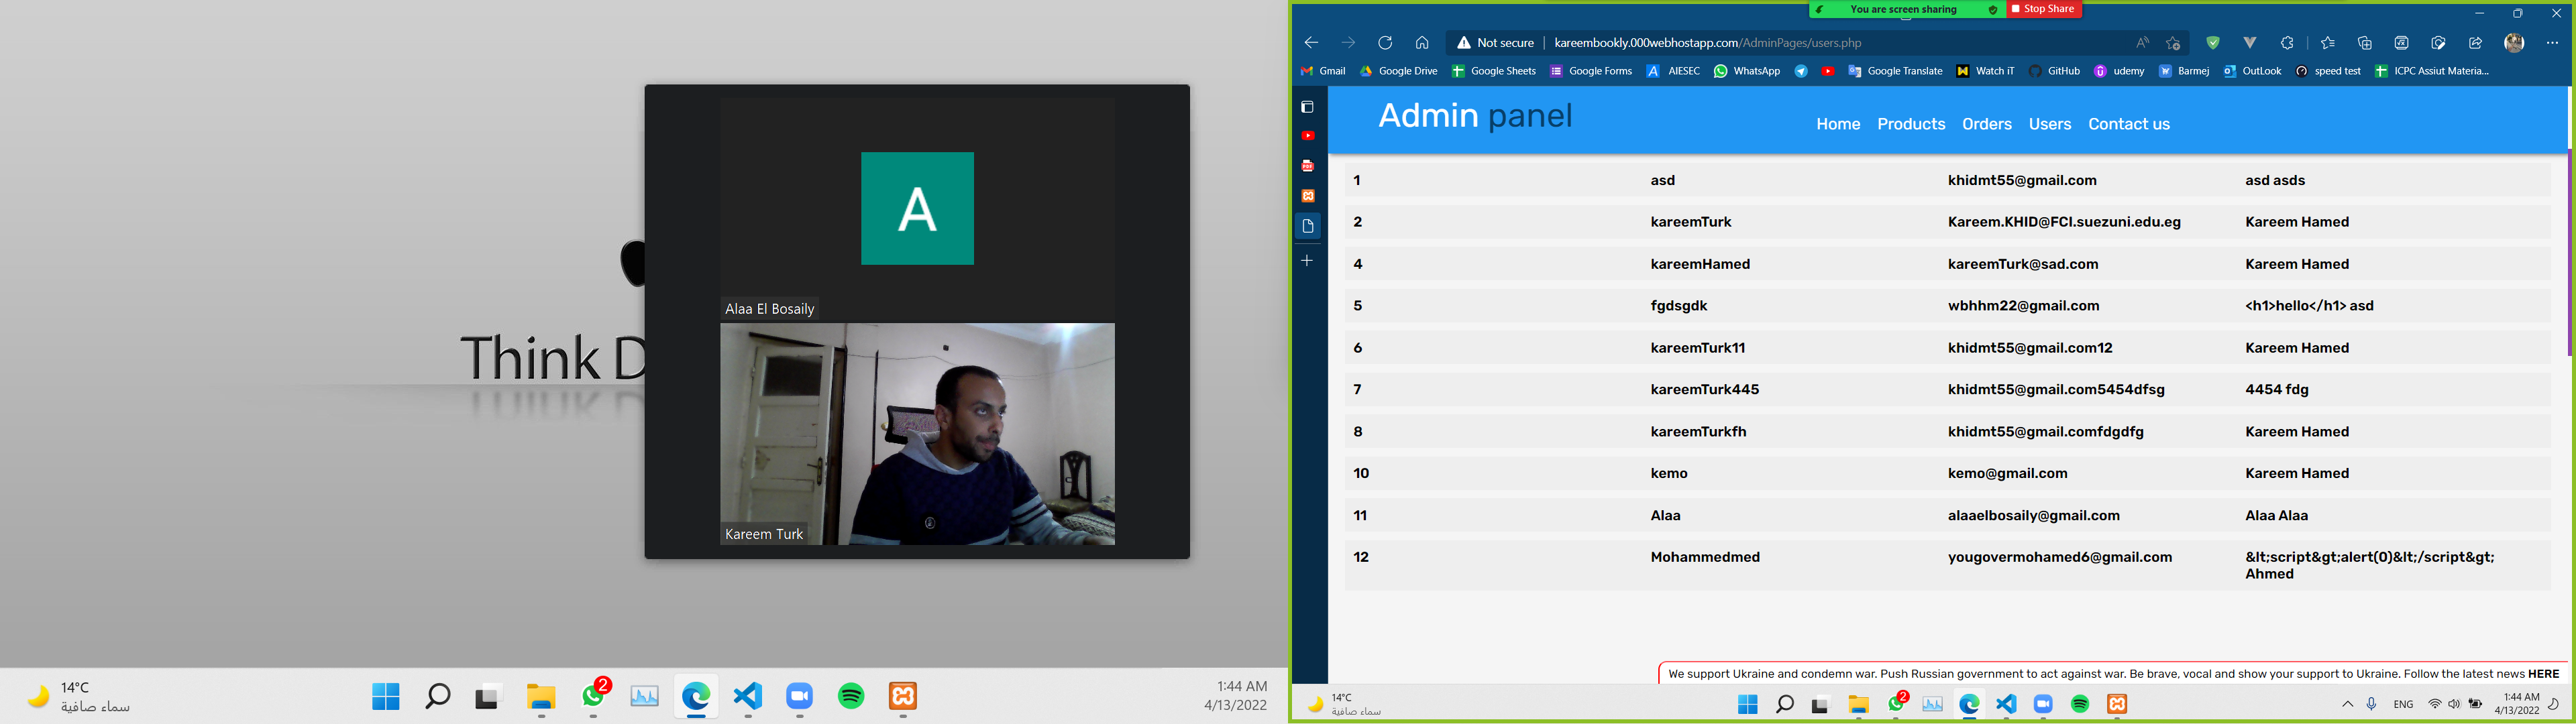 Think D
A
Alaa El Bosaily
Kareem Turk
14°C
سماء صافية
2
1:44 AM
4/13/2022
You are screen sharing
Stop Share
Not secure
kareembookly.000webhostapp.com/AdminPages/users.php
Gmail
Google Drive
Google Sheets
Google Forms
AIESEC
WhatsApp
Google Translate
Watch iT
GitHub
udemy
Barmej
OutLook
speed test
ICPC Assiut Materia...
Admin panel
Home
Products
Orders
Users
Contact us
1 asd khidmt55@gmail.com asd asds
2 kareemTurk Kareem.KHID@FCI.suezuni.edu.eg Kareem Hamed
4 kareemHamed kareemTurk@sad.com Kareem Hamed
5 fgdsgdk wbhhm22@gmail.com &lt;h1&gt;hello&lt;/h1&gt; asd
6 kareemTurk11 khidmt55@gmail.com12 Kareem Hamed
7 kareemTurk445 khidmt55@gmail.com5454dfsg 4454 fdg
8 kareemTurkfh khidmt55@gmail.comfdgdfg Kareem Hamed
10 kemo kemo@gmail.com Kareem Hamed
11 Alaa alaaelbosaily@gmail.com Alaa Alaa
12 Mohammedmed yougovermohamed6@gmail.com &lt;script&gt;alert(0)&lt;/script&gt;
Ahmed
We support Ukraine and condemn war. Push Russian government to act against war. Be brave, vocal and show your support to Ukraine. Follow the latest news HERE
14°C
سماء صافية
2
ENG
1:44 AM
4/13/2022